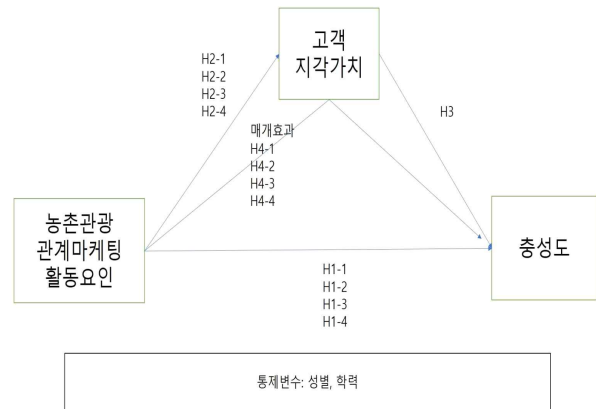 고객
지각가치
H2-1
H2-2
H2-3
H2-4
H3
매개효과
H4-1
H4-2
H4-3
H4-4
농촌관광
관계마케팅
활동요인
충성도
H1-1
H1-2
H1-3
H1-4
통제변수: 성별, 학력